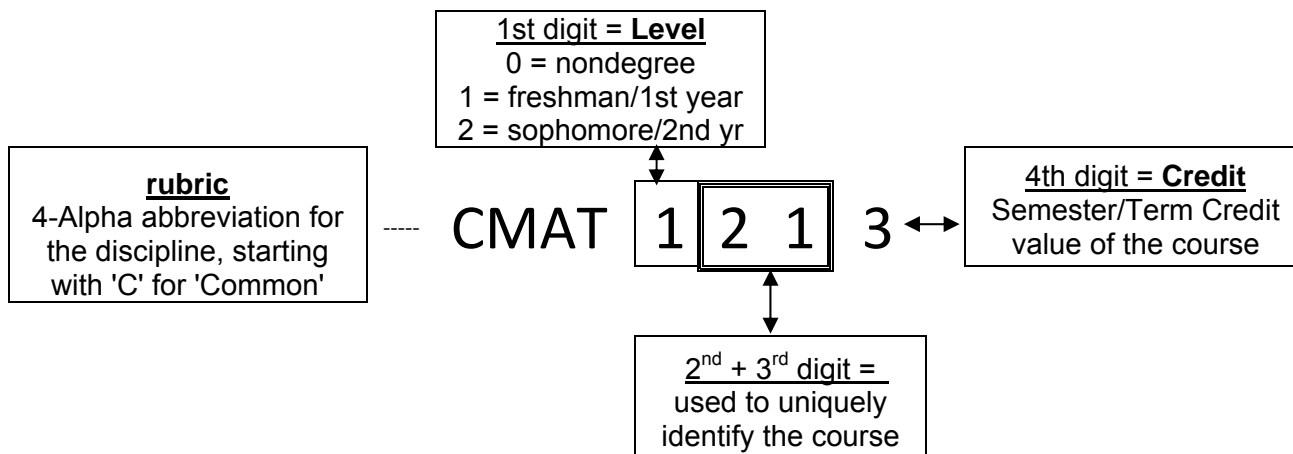 1st digit = Level
0 = nondegree
1 = freshman/1st year
2 = sophomore/2nd yr
rubric
4-Alpha abbreviation for
the discipline, starting
with 'C' for 'Common'
----- CMAT 1 2 1 3
4th digit = Credit
Semester/Term Credit
value of the course
2nd + 3rd digit =
used to uniquely
identify the course